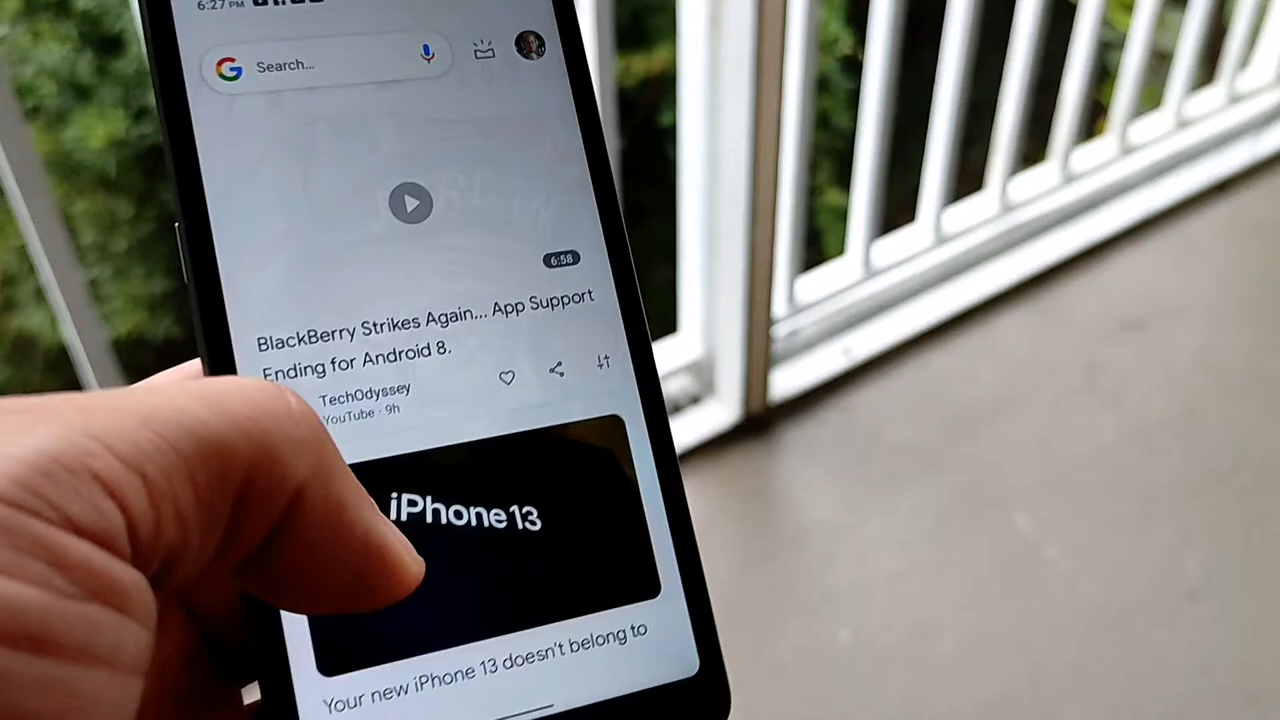 6:27 PM
Search...
6:58
BlackBerry Strikes Again... App Support
Ending for Android 8.
TechOdyssey
YouTube · 9h
iPhone 13
Your new iPhone 13 doesn't belong to